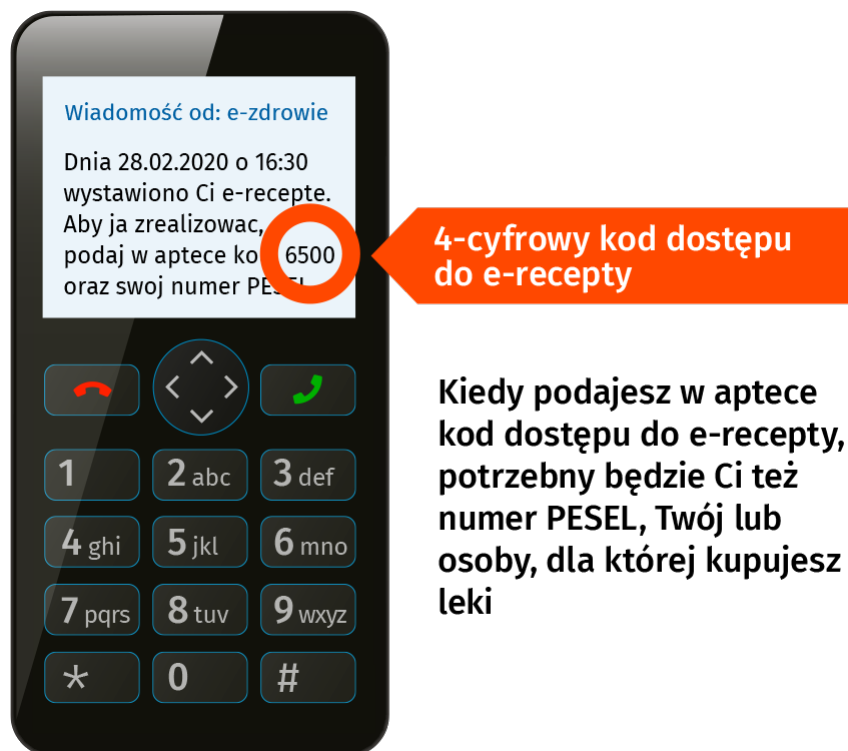 Wiadomość od: e-zdrowie
Dnia 28.02.2020 o 16:30
wystawiono Ci e-recepte.
Aby ja zrealizowac,
podaj w aptece ko 6500
oraz swoj numer PESEL
4-cyfrowy kod dostępu
do e-recepty
Kiedy podajesz w aptece
kod dostępu do e-recepty,
potrzebny będzie Ci też
numer PESEL, Twój lub
osoby, dla której kupujesz
leki
1 2 abc 3 def
4 ghi 5 jkl 6 mno
7 pqrs 8 tuv 9 wxyz
* 0 #